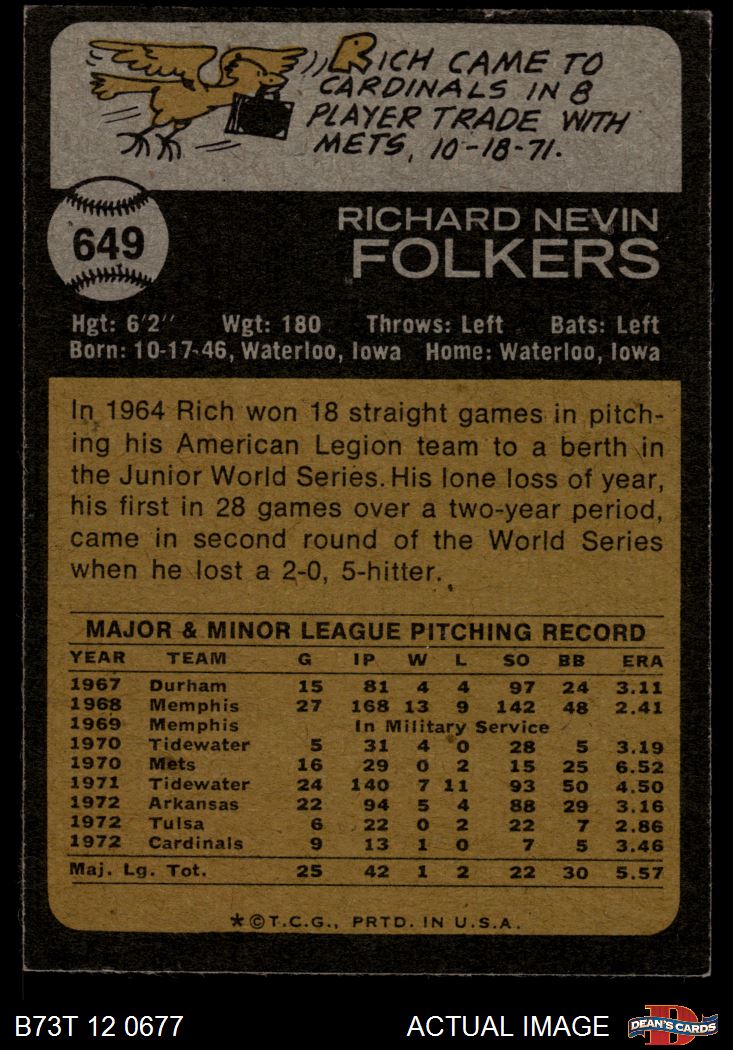 RICH CAME TO
CARDINALS IN 8
PLAYER TRADE WITH
METS, 10-18-71.
649
RICHARD NEVIN
FOLKERS
Hgt: 6'2" Wgt: 180 Throws: Left Bats: Left
Born: 10-17-46, Waterloo, Iowa Home: Waterloo, Iowa
In 1964 Rich won 18 straight games in pitch-
ing his American Legion team to a berth in
the Junior World Series. His lone loss of year,
his first in 28 games over a two-year period,
came in second round of the World Series
when he lost a 2-0, 5-hitter.
MAJOR & MINOR LEAGUE PITCHING RECORD
YEAR TEAM G IP W L SO BB ERA
1967 Durham 15 81 4 4 97 24 3.11
1968 Memphis 27 168 13 9 142 48 2.41
1969 Memphis In Military Service
1970 Tidewater 5 31 4 0 28 5 3.19
1970 Mets 16 29 0 2 15 25 6.52
1971 Tidewater 24 140 7 11 93 50 4.50
1972 Arkansas 22 94 5 4 88 29 3.16
1972 Tulsa 6 22 0 2 22 7 2.86
1972 Cardinals 9 13 1 0 7 5 3.46
Maj. Lg. Tot. 25 42 1 2 22 30 5.57
*©T.C.G., PRTD. IN U.S.A.
B73T 12 0677 ACTUAL IMAGE DEAN'S CARDS